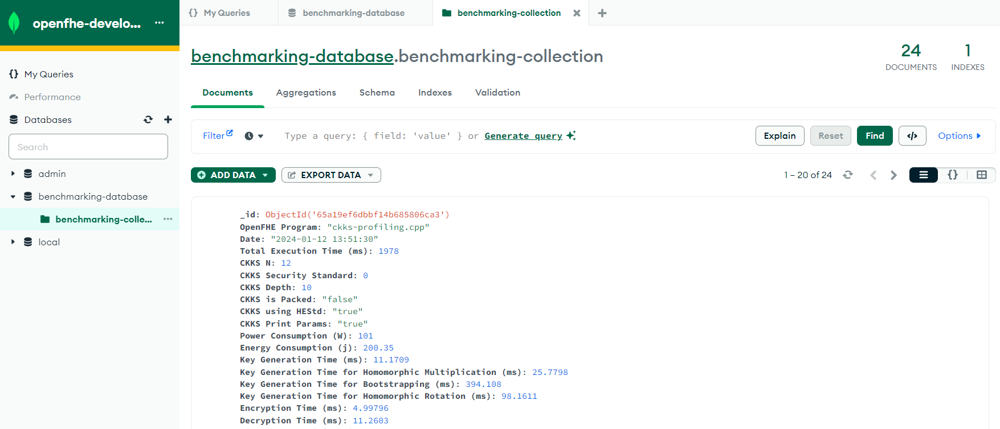 openfhe-develo...
My Queries
benchmarking-database
benchmarking-collection
My Queries
Performance
Databases
Search
admin
benchmarking-database
benchmarking-colle...
local
benchmarking-database.benchmarking-collection
24
DOCUMENTS
1
INDEXES
Documents
Aggregations
Schema
Indexes
Validation
Filter
Type a query: { field: 'value' } or Generate query
Explain
Reset
Find
</>
Options
ADD DATA
EXPORT DATA
1 – 20 of 24
{}
_id: ObjectId('65a19ef6dbbf14b685806ca3')
OpenFHE Program: "ckks-profiling.cpp"
Date: "2024-01-12 13:51:30"
Total Execution Time (ms): 1978
CKKS N: 12
CKKS Security Standard: 0
CKKS Depth: 10
CKKS is Packed: "false"
CKKS using HEStd: "true"
CKKS Print Params: "true"
Power Consumption (W): 101
Energy Consumption (j): 200.35
Key Generation Time (ms): 11.1709
Key Generation Time for Homomorphic Multiplication (ms): 25.7798
Key Generation Time for Bootstrapping (ms): 394.108
Key Generation Time for Homomorphic Rotation (ms): 98.1611
Encryption Time (ms): 4.99796
Decryption Time (ms): 11.2603